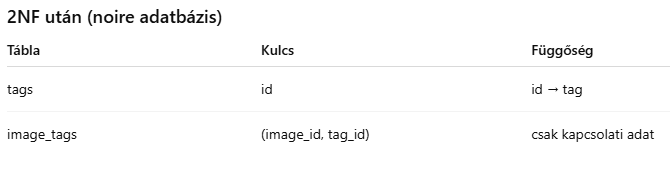 2NF után (noire adatbázis)
Tábla Kulcs Függőség
tags id id → tag
image_tags (image_id, tag_id) csak kapcsolati adat